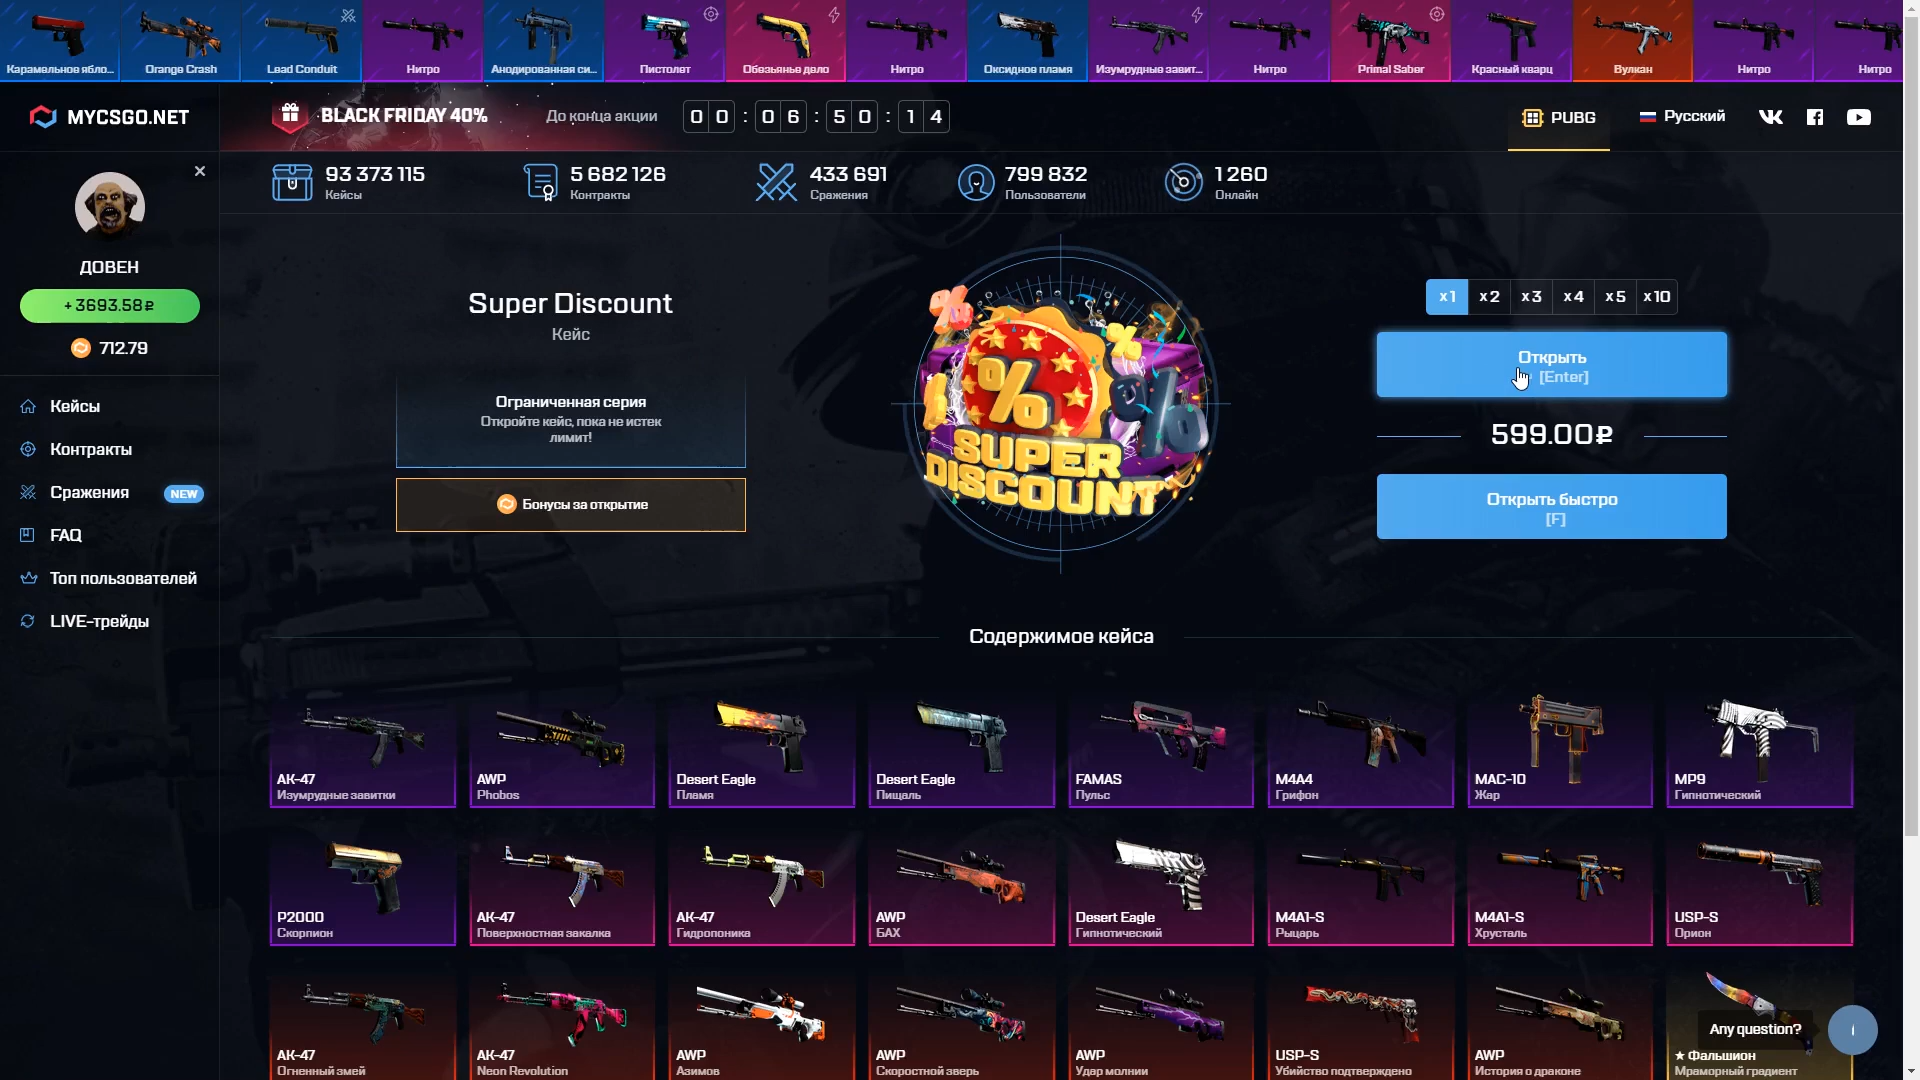 Карамельное ябло...
Orange Crash
Lead Conduit
Нитро
Анодированная си...
Пистолет
Обезьянье дело
Нитро
Оксидное пламя
Изумрудные завит...
Нитро
Primal Saber
Красный кварц
Вулкан
Нитро
Нитро
MYCSGO.NET
BLACK FRIDAY 40%
До конца акции
00 : 06 : 50 : 14
PUBG
Русский
93 373 115
Кейсы
5 682 126
Контракты
433 691
Сражения
799 832
Пользователи
1 260
Онлайн
ДОВЕН
+ 3693.58₽
712.79
Кейсы
Контракты
Сражения NEW
FAQ
Топ пользователей
LIVE-трейды
Super Discount
Кейс
Ограниченная серия
Откройте кейс, пока не истек
лимит!
Бонусы за открытие
%
%
%
%
SUPER
DISCOUNT
x1 x2 x3 x4 x5 x10
Открыть
[Enter]
599.00₽
Открыть быстро
[F]
Содержимое кейса
AK-47
Изумрудные завитки
AWP
Phobos
Desert Eagle
Пламя
Desert Eagle
Пищаль
FAMAS
Пульс
M4A4
Грифон
MAC-10
Жар
MP9
Гипнотический
P2000
Скорпион
AK-47
Поверхностная закалка
AK-47
Гидропоника
AWP
БАХ
Desert Eagle
Гипнотический
M4A1-S
Рыцарь
M4A1-S
Хрусталь
USP-S
Орион
AK-47
Огненный змей
AK-47
Neon Revolution
AWP
Азимов
AWP
Скоростной зверь
AWP
Удар молнии
USP-S
Убийство подтверждено
AWP
История о драконе
★ Фальшион
Мраморный градиент
Any question?